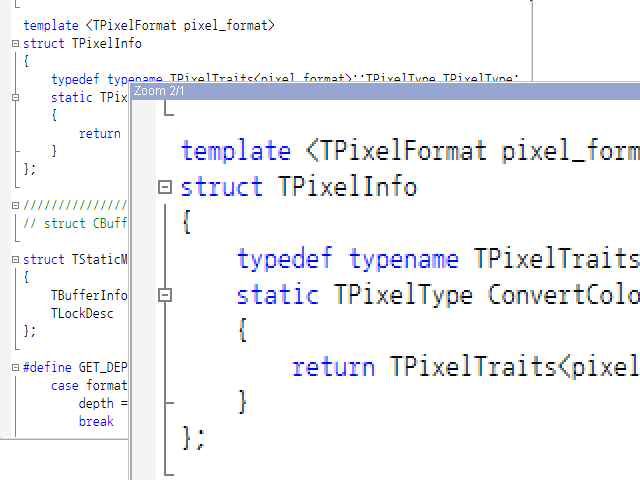 template <TPixelFormat pixel_format>
struct TPixelInfo
{
typedef typename TPixelTraits<pixel_format>::TPixelType TPixelType;
static TPix
{
return
}
};
///////////////
// struct CBuff
struct TStaticM
{
TBufferInfo
TLockDesc
};
#define GET_DEP
case format
depth =
break
Zoom 2/1
template <TPixelFormat pixel_form
struct TPixelInfo
{
typedef typename TPixelTraits
static TPixelType ConvertColo
{
return TPixelTraits<pixel
}
};